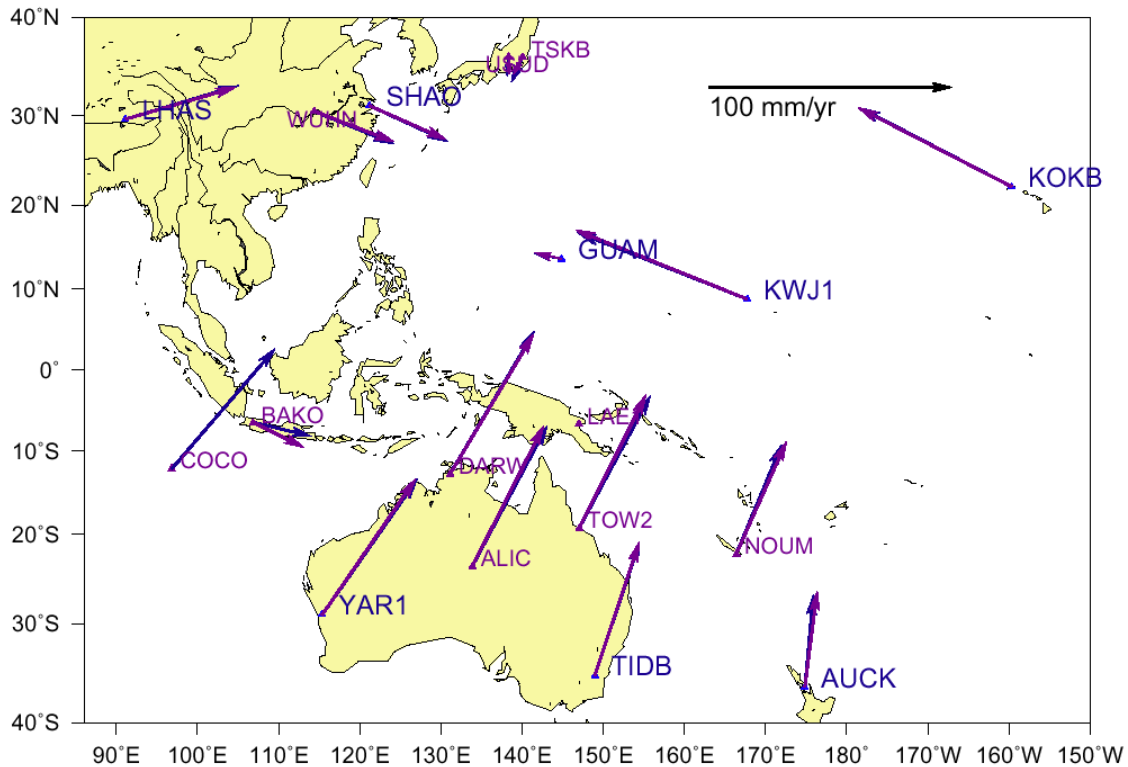 40°N
TSKB
USUD
SHAO
LHAS
WUHN
100 mm/yr
30°N
KOKB
20°N
GUAM
10°N
KWJ1
0°
BAKO
LAE
10°S
COCO
DARW
TOW2
20°S
ALIC
NOUM
YAR1
30°S
TIDB
AUCK
40°S
90°E 100°E 110°E 120°E 130°E 140°E 150°E 160°E 170°E 180° 170°W 160°W 150°W